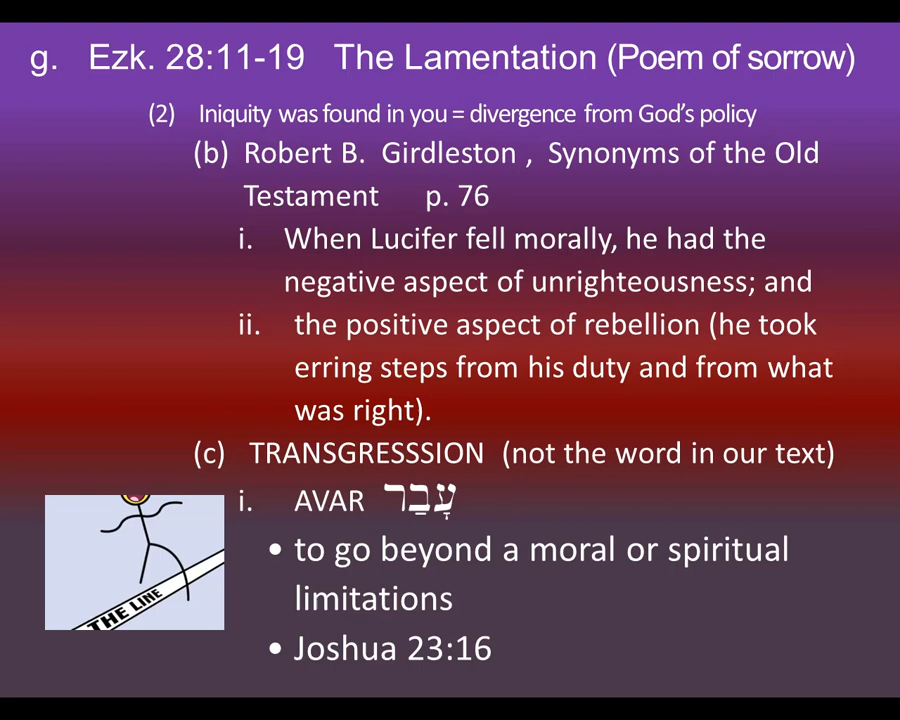 g. Ezk. 28:11-19 The Lamentation (Poem of sorrow)
(2) Iniquity was found in you = divergence from God's policy
(b) Robert B. Girdleston , Synonyms of the Old
Testament p. 76
i. When Lucifer fell morally, he had the
negative aspect of unrighteousness; and
ii. the positive aspect of rebellion (he took
erring steps from his duty and from what
was right).
(c) TRANSGRESSSION (not the word in our text)
i. AVAR עָבַר
• to go beyond a moral or spiritual
limitations
• Joshua 23:16
THE LINE